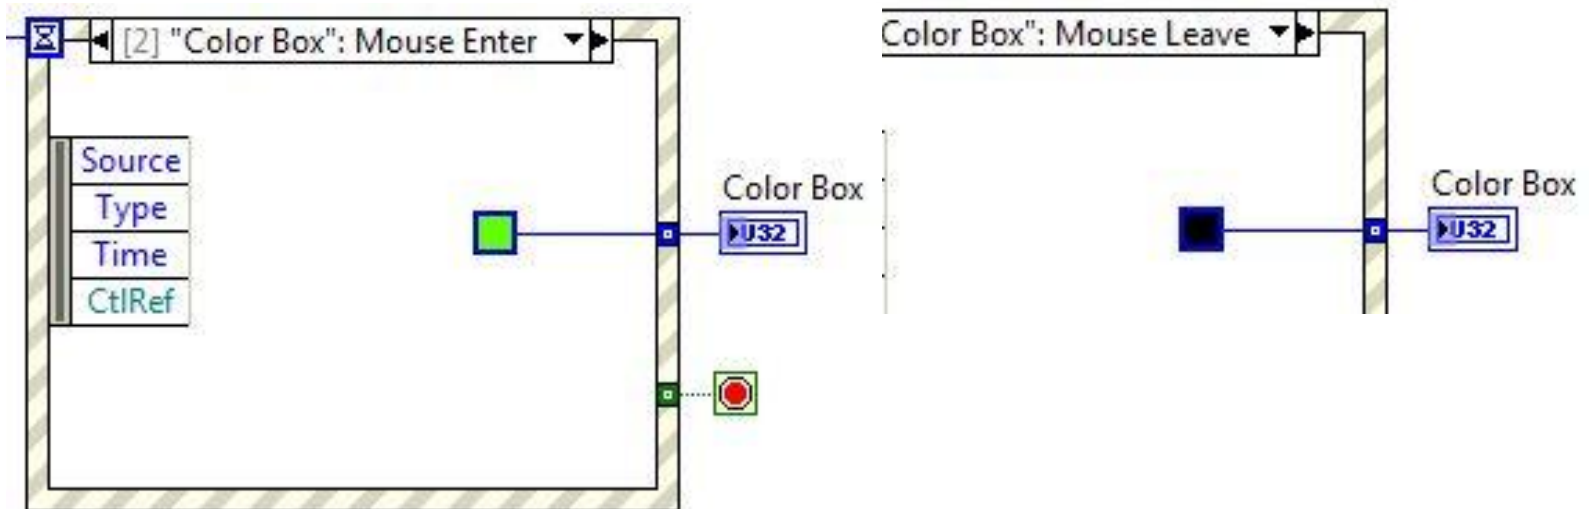 [2] "Color Box": Mouse Enter
Source
Type
Time
CtlRef
Color Box
U32
Color Box": Mouse Leave
Color Box
U32